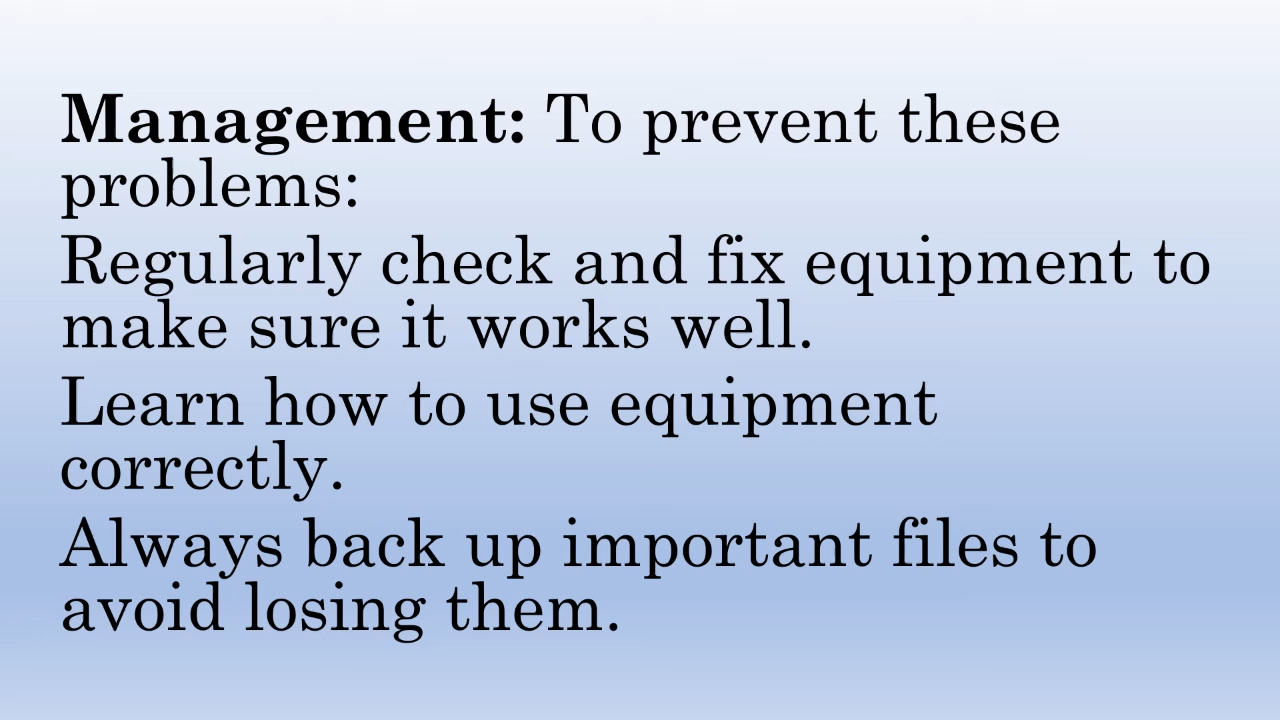 Management: To prevent these
problems:
Regularly check and fix equipment to
make sure it works well.
Learn how to use equipment
correctly.
Always back up important files to
avoid losing them.